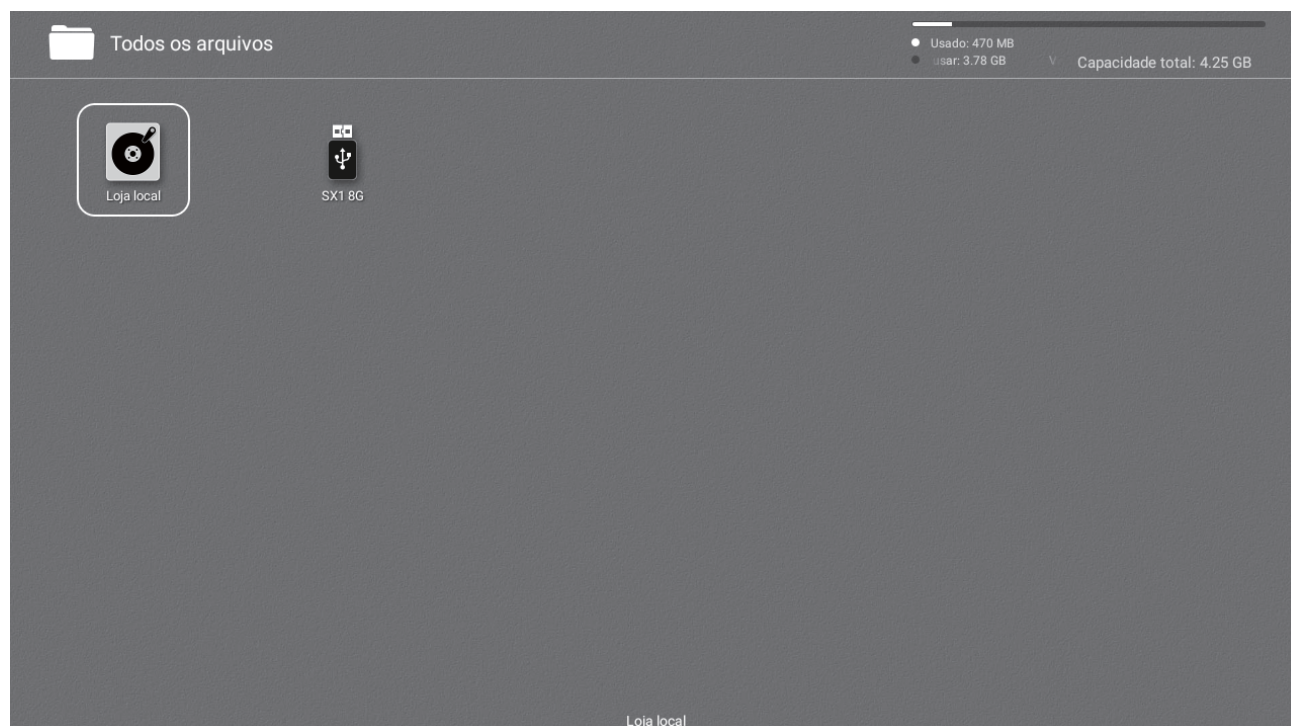 Todos os arquivos
Usado: 470 MB
usar: 3.78 GB V
Capacidade total: 4.25 GB
Loja local
SX1 8G
Loja local